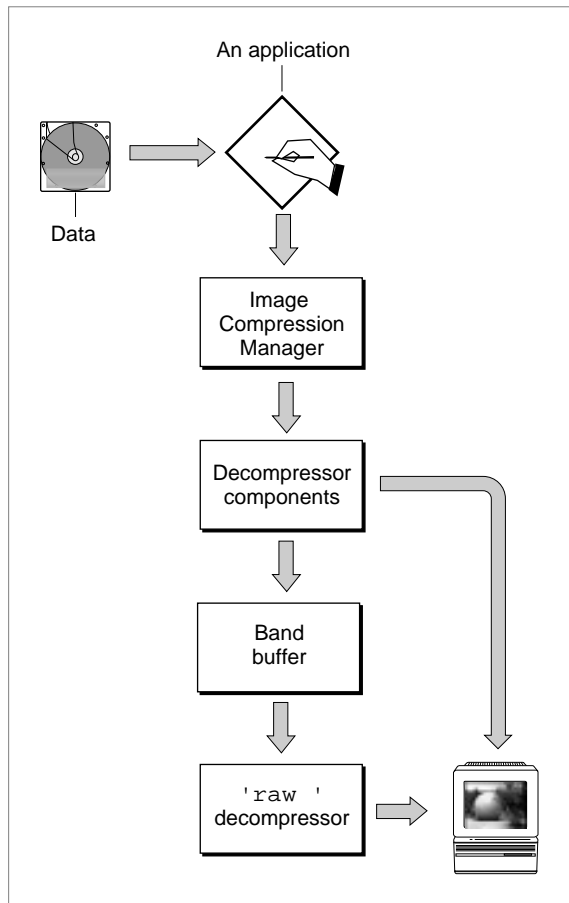 An application
Data
Image
Compression
Manager
Decompressor
components
Band
buffer
'raw '
decompressor